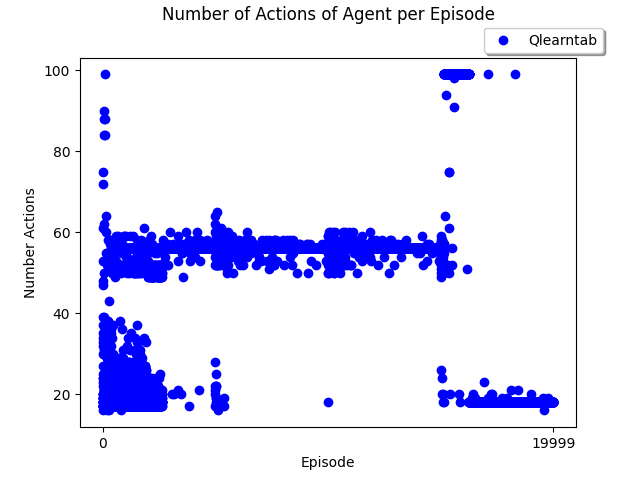 Number of Actions of Agent per Episode
Qlearntab
100
80
60
40
20
Number Actions
0
19999
Episode